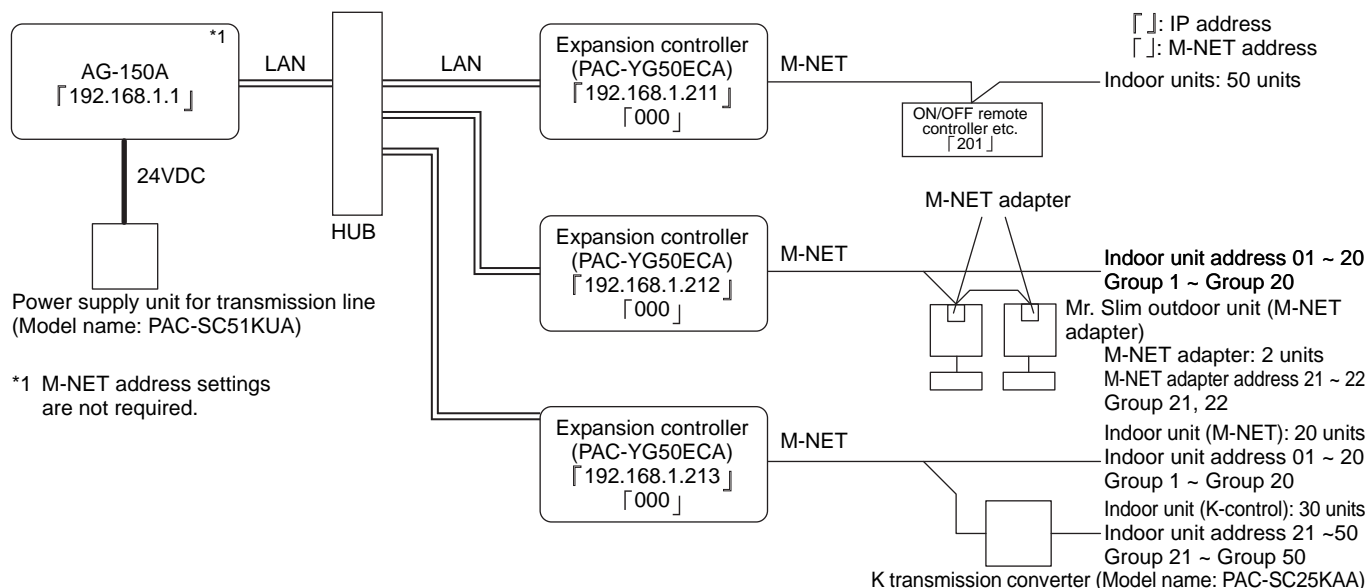 *1
AG-150A
『192.168.1.1』
24VDC
Power supply unit for transmission line
(Model name: PAC-SC51KUA)
*1 M-NET address settings
are not required.
LAN
HUB
LAN
Expansion controller
(PAC-YG50ECA)
『192.168.1.211』
「000」
M-NET
『 』: IP address
「 」: M-NET address
Indoor units: 50 units
ON/OFF remote
controller etc.
「201」
Expansion controller
(PAC-YG50ECA)
『192.168.1.212』
「000」
M-NET
M-NET adapter
Indoor unit address 01 ~ 20
Group 1 ~ Group 20
Mr. Slim outdoor unit (M-NET
adapter)
M-NET adapter: 2 units
M-NET adapter address 21 ~ 22
Group 21, 22
Expansion controller
(PAC-YG50ECA)
『192.168.1.213』
「000」
M-NET
Indoor unit (M-NET): 20 units
Indoor unit address 01 ~ 20
Group 1 ~ Group 20
Indoor unit (K-control): 30 units
Indoor unit address 21 ~50
Group 21 ~ Group 50
K transmission converter (Model name: PAC-SC25KAA)